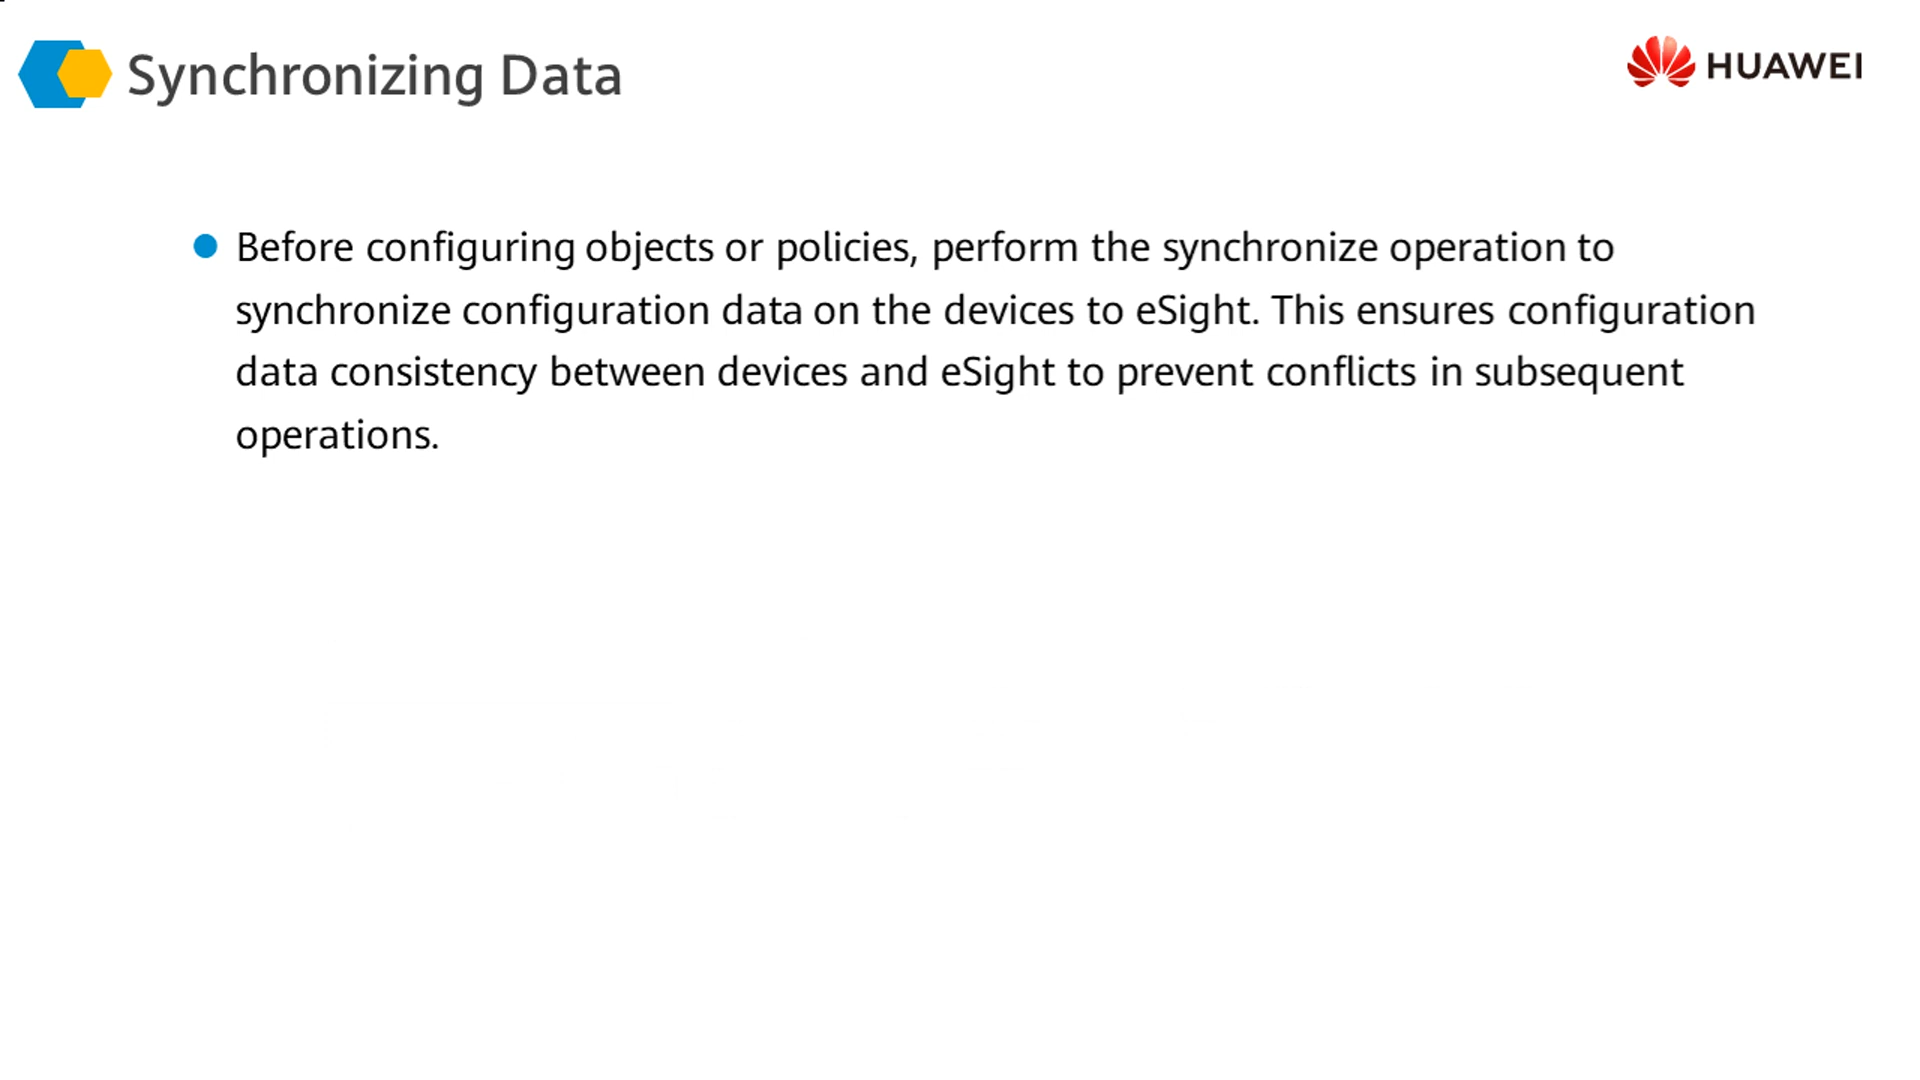 Synchronizing Data
HUAWEI
Before configuring objects or policies, perform the synchronize operation to
synchronize configuration data on the devices to eSight. This ensures configuration
data consistency between devices and eSight to prevent conflicts in subsequent
operations.